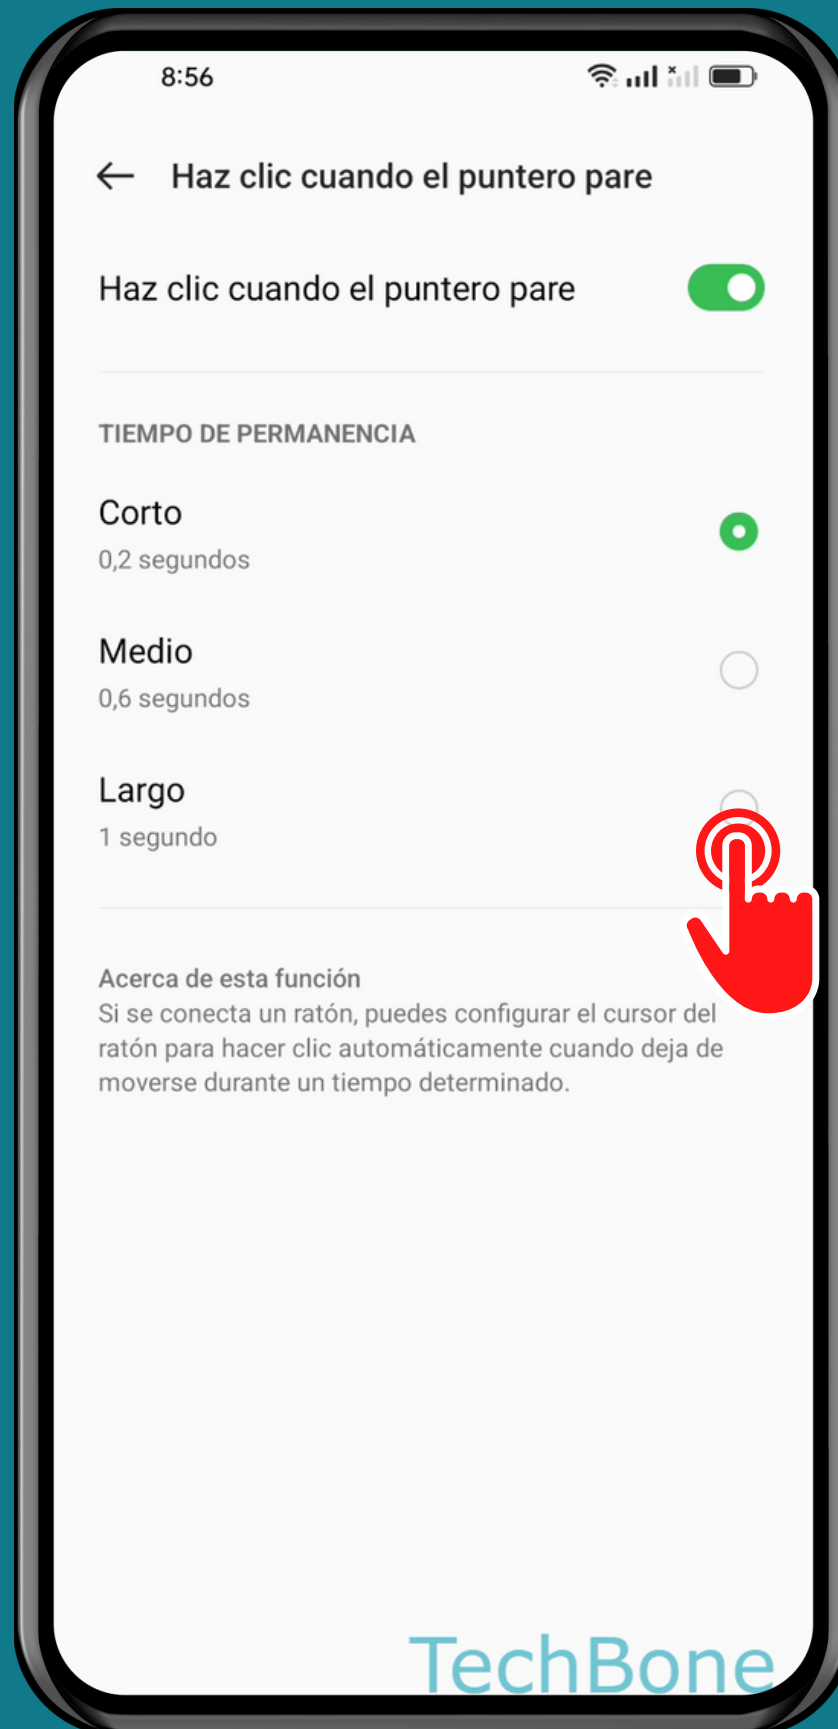 8:56
Haz clic cuando el puntero pare
Haz clic cuando el puntero pare
TIEMPO DE PERMANENCIA
Corto
0,2 segundos
Medio
0,6 segundos
Largo
1 segundo
Acerca de esta función
Si se conecta un ratón, puedes configurar el cursor del
ratón para hacer clic automáticamente cuando deja de
moverse durante un tiempo determinado.
TechBone